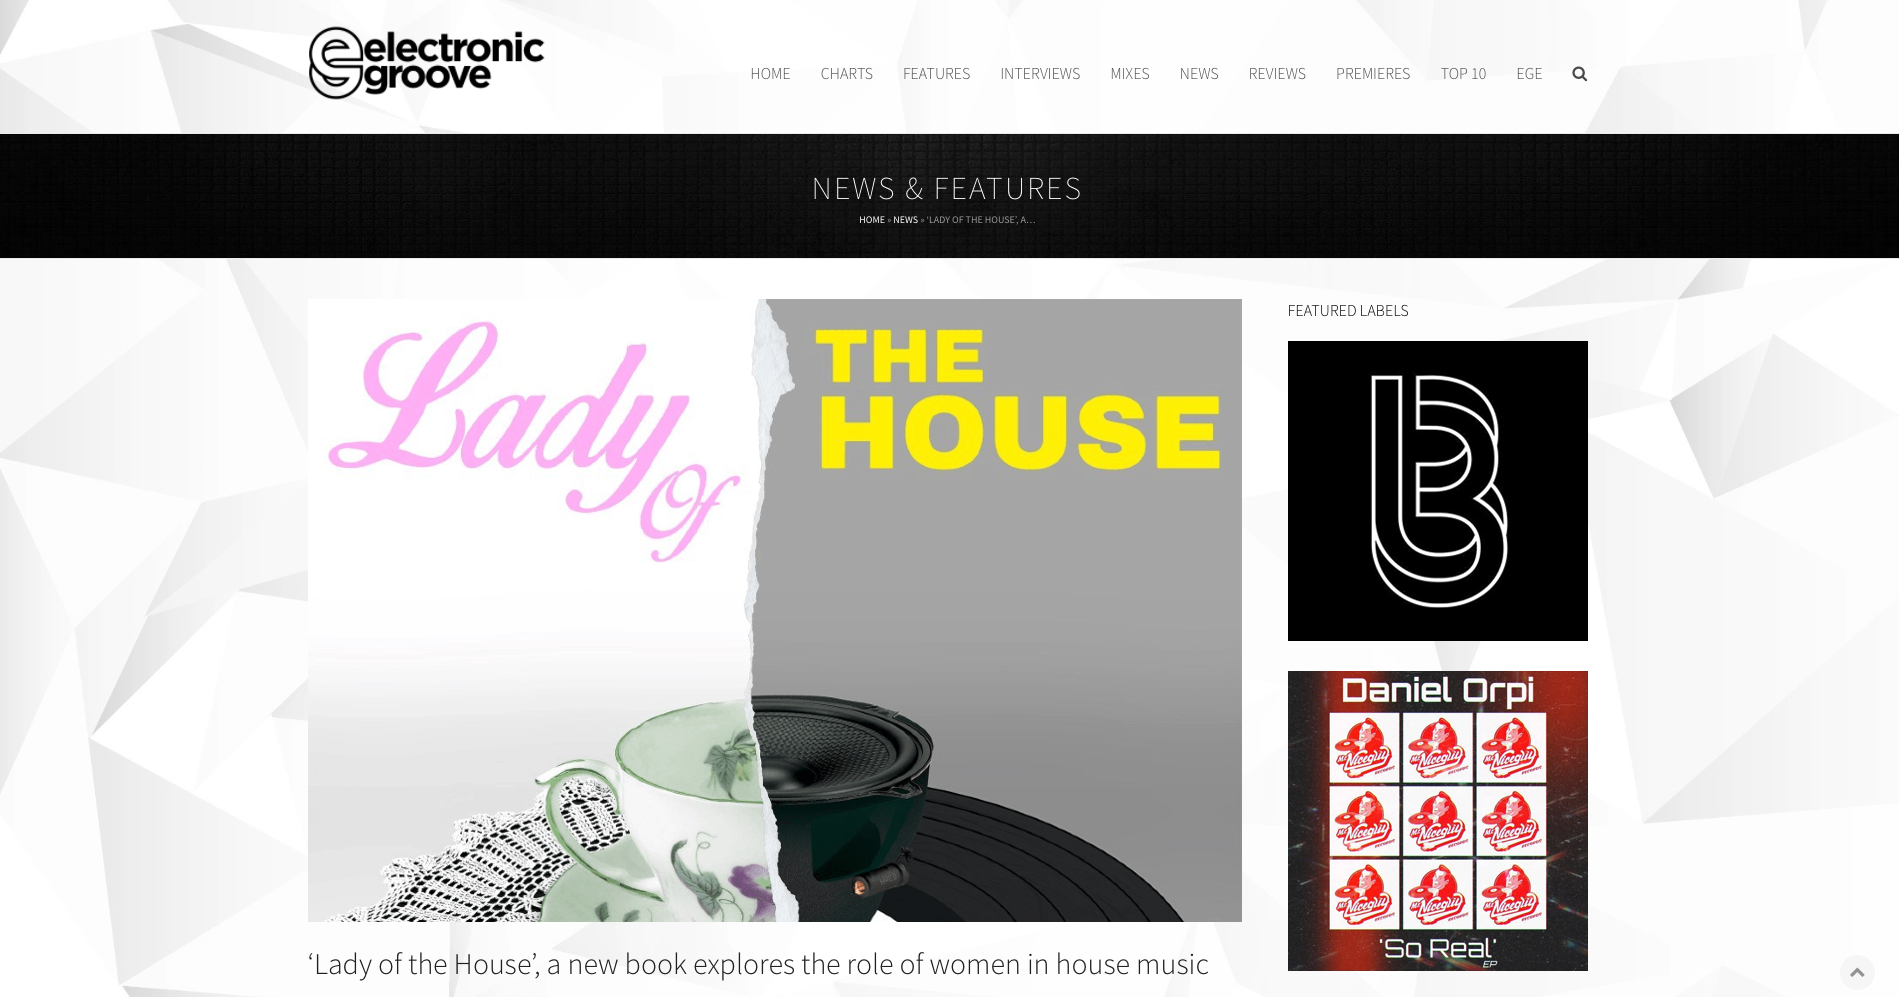 electronic
groove
HOME CHARTS FEATURES INTERVIEWS MIXES NEWS REVIEWS PREMIERES TOP 10 EGE
NEWS & FEATURES
HOME » NEWS » ‘LADY OF THE HOUSE’, A…
Lady
Of
THE
HOUSE
‘Lady of the House’, a new book explores the role of women in house music
FEATURED LABELS
Daniel Orpi
'So Real'
EP